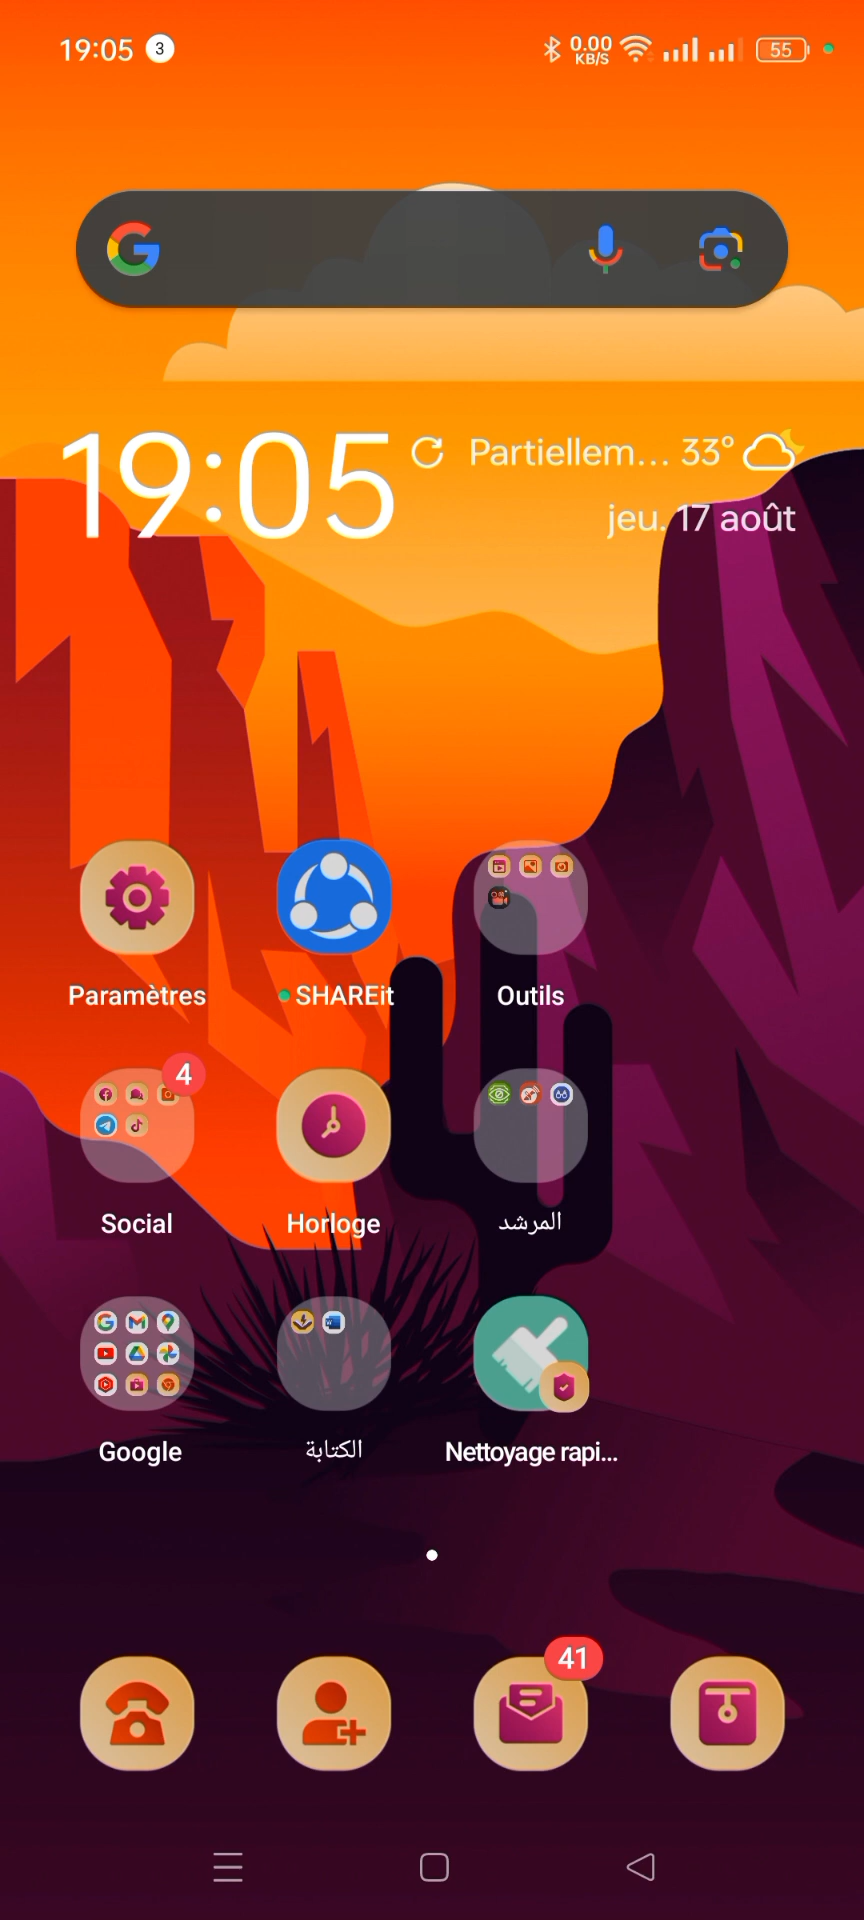 19:05 3 0.00 KB/S 55
19:05 Partiellem... 33°
jeu. 17 août
Paramètres SHAREit Outils
4
Social Horloge المرشد
Google الكتابة Nettoyage rapi...
41